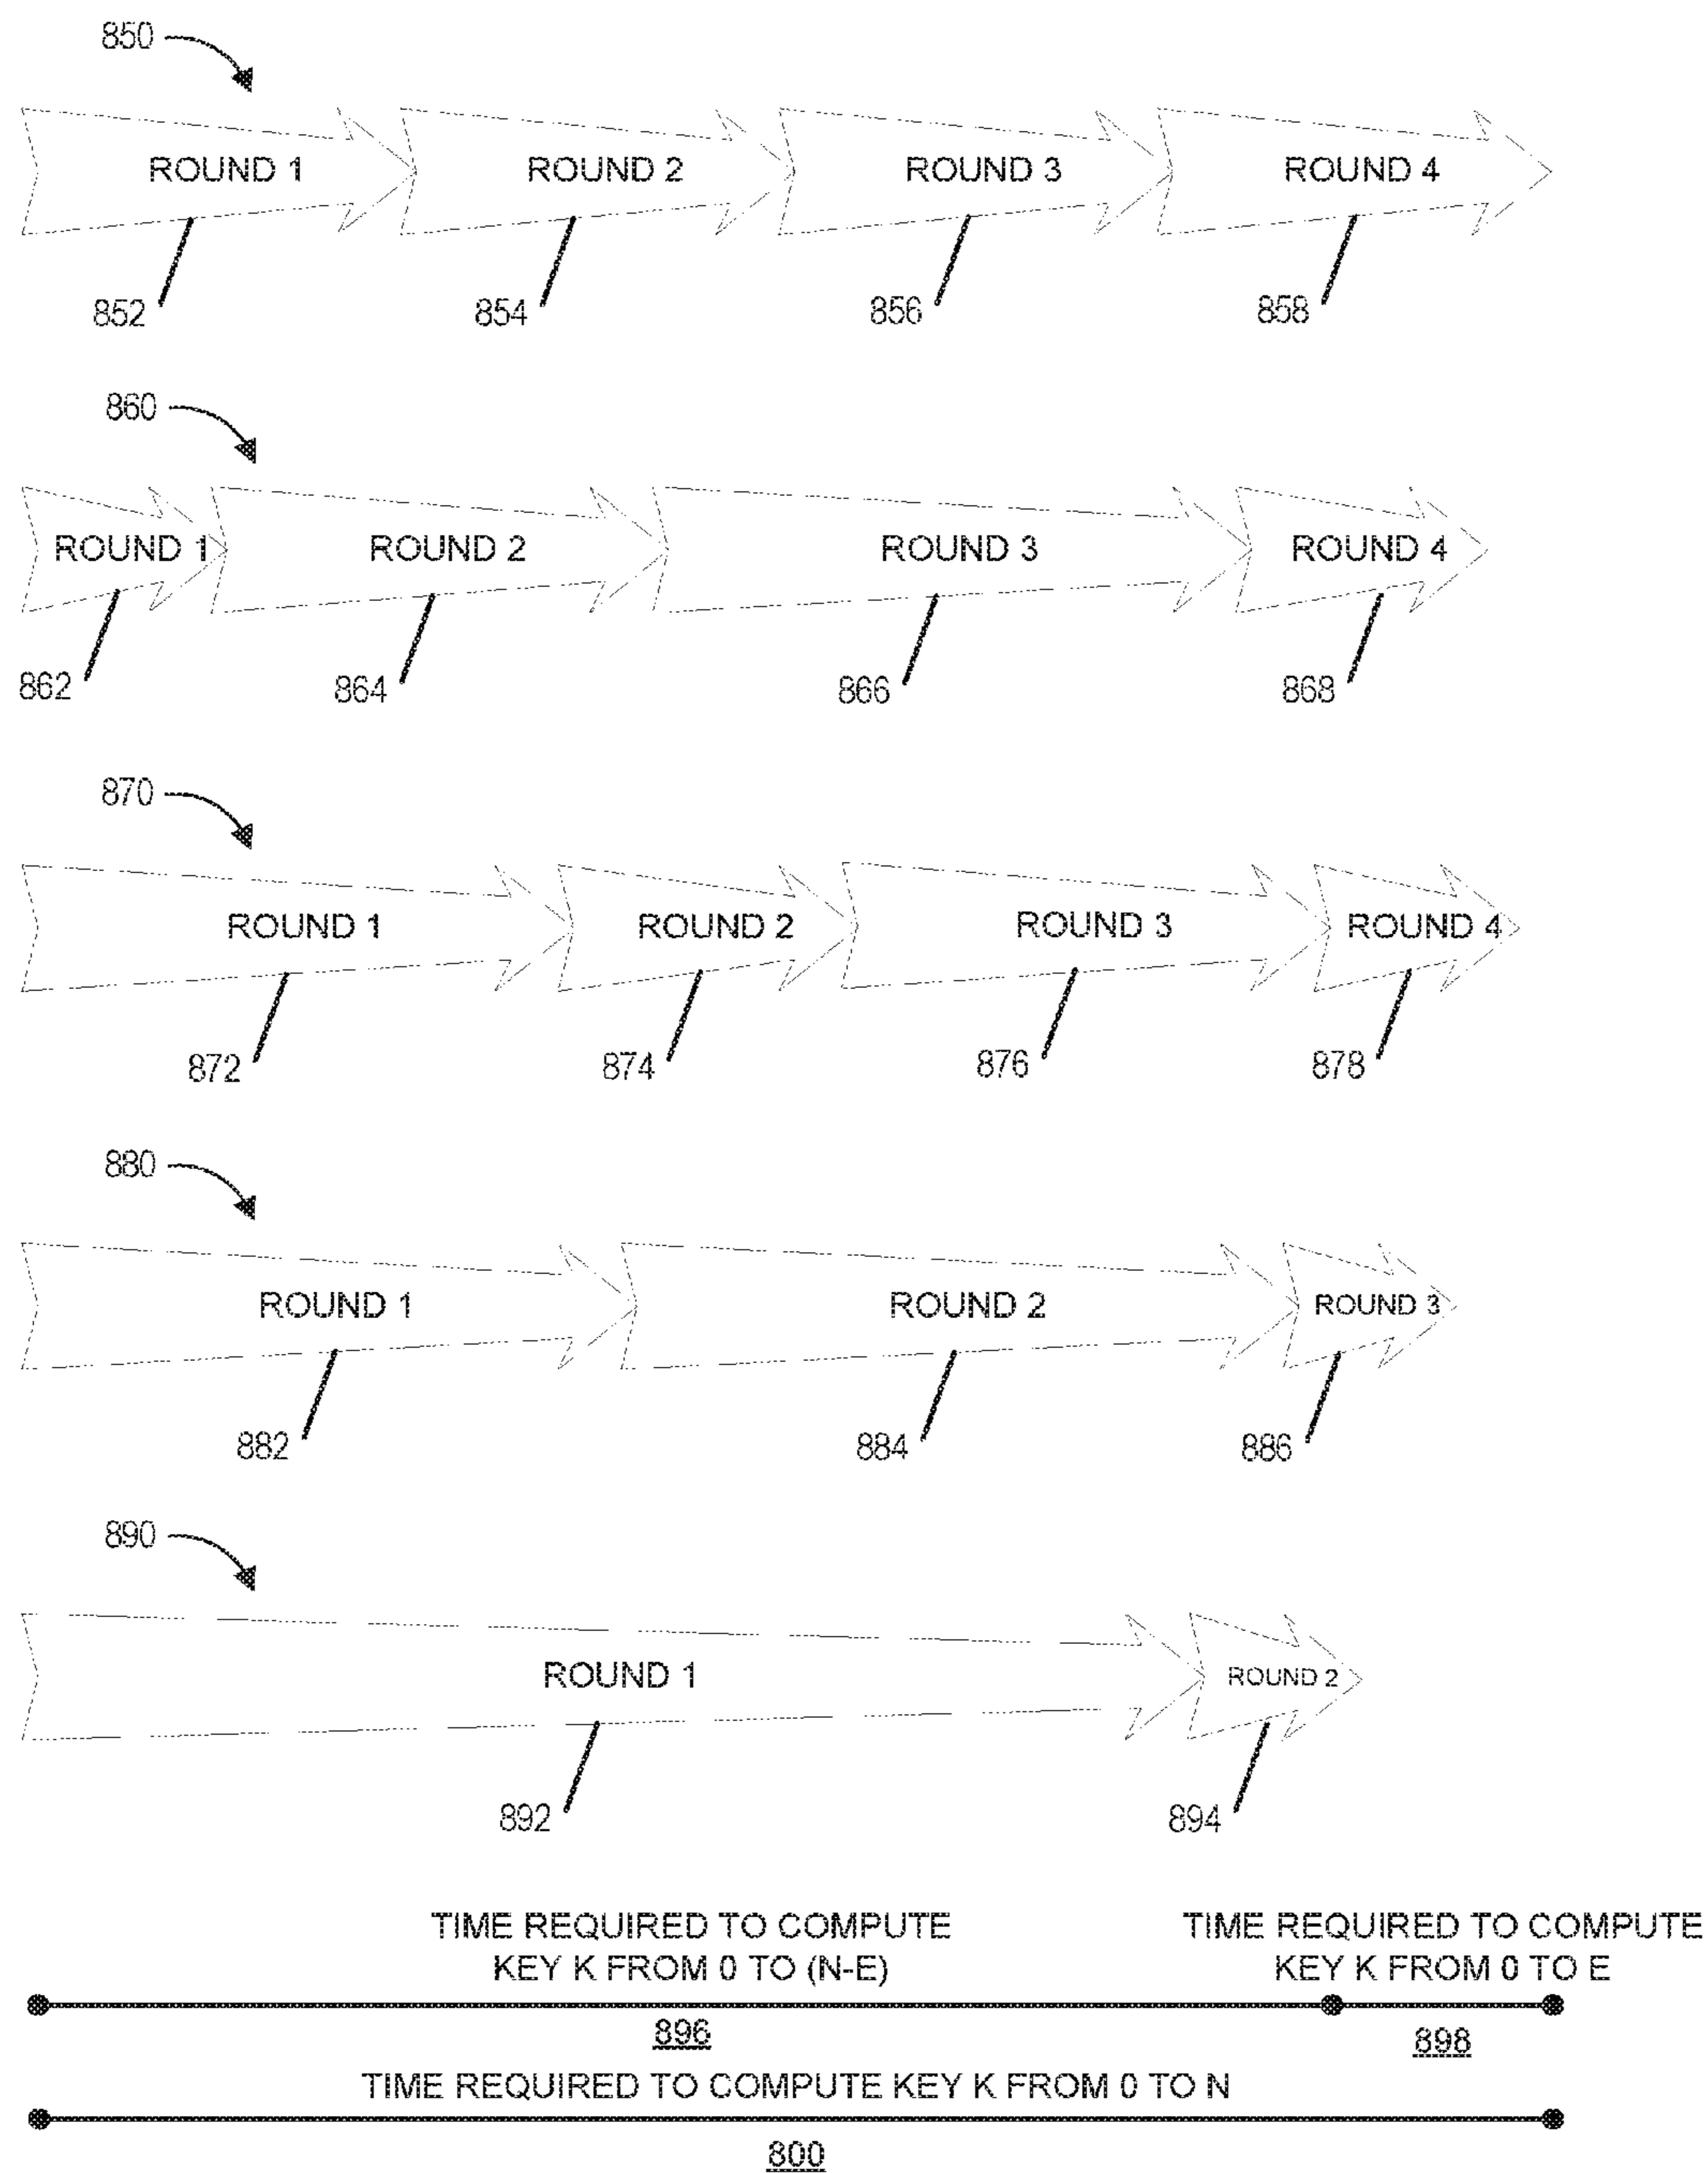 850
ROUND 1 ROUND 2 ROUND 3 ROUND 4
852 854 856 858
860
ROUND 1 ROUND 2 ROUND 3 ROUND 4
862 864 866 868
870
ROUND 1 ROUND 2 ROUND 3 ROUND 4
872 874 876 878
880
ROUND 1 ROUND 2 ROUND 3
882 884 886
890
ROUND 1 ROUND 2
892 894
TIME REQUIRED TO COMPUTE
KEY K FROM 0 TO (N-E)
TIME REQUIRED TO COMPUTE
KEY K FROM 0 TO E
896
898
TIME REQUIRED TO COMPUTE KEY K FROM 0 TO N
800